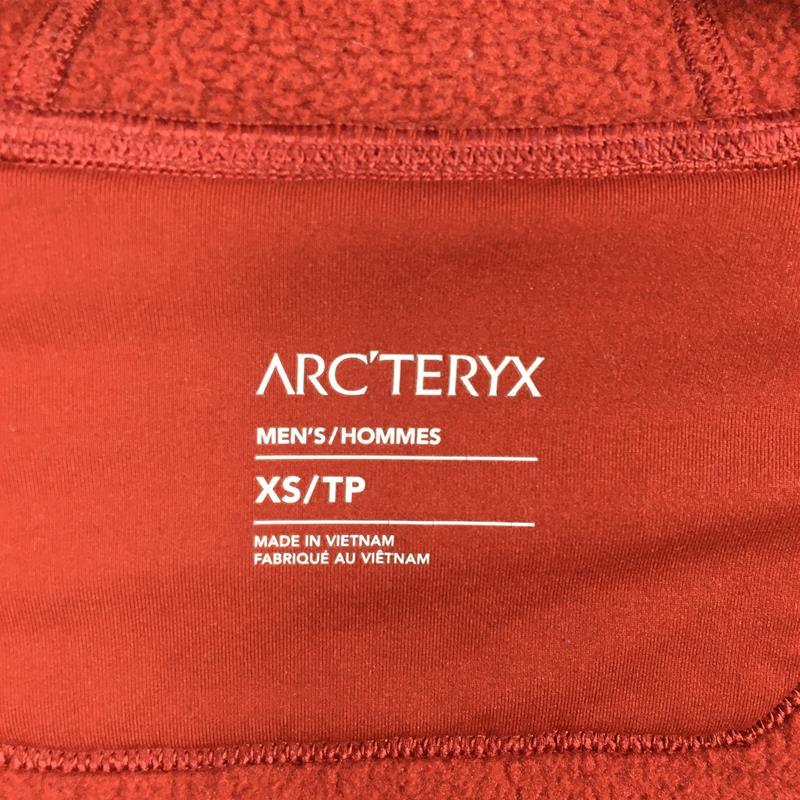 ARC'TERYX
MEN'S/HOMMES
XS/TP
MADE IN VIETNAM
FABRIQUÉ AU VIÊTNAM